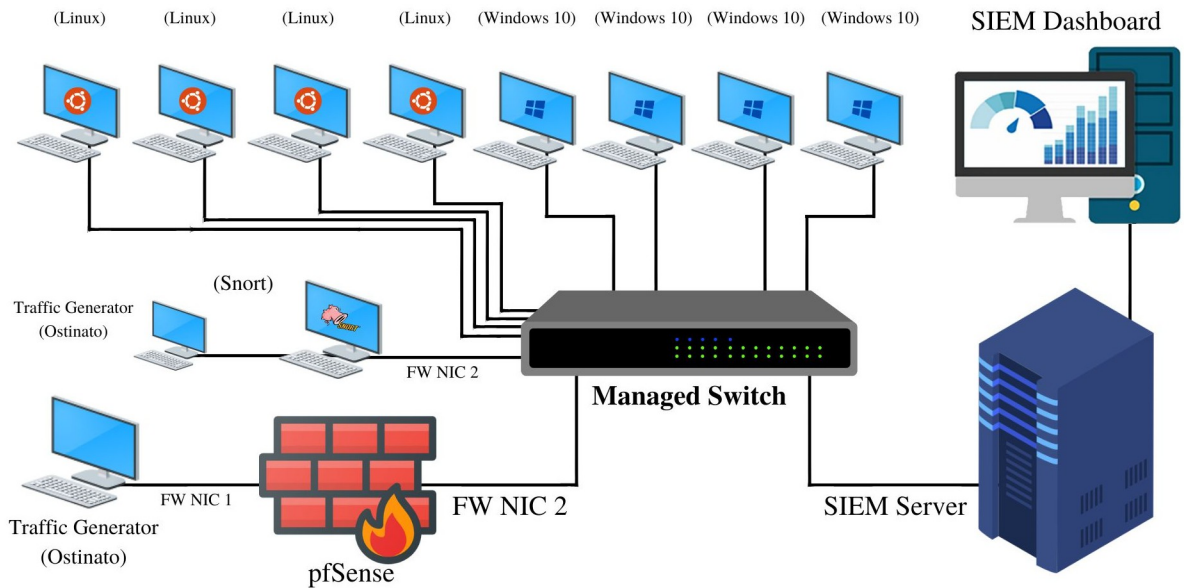 (Linux)
(Linux)
(Linux)
(Linux)
(Windows 10)
(Windows 10)
(Windows 10)
(Windows 10)
SIEM Dashboard
(Snort)
Traffic Generator
(Ostinato)
SNORT
FW NIC 2
Managed Switch
FW NIC 1
FW NIC 2
SIEM Server
Traffic Generator
(Ostinato)
pfSense